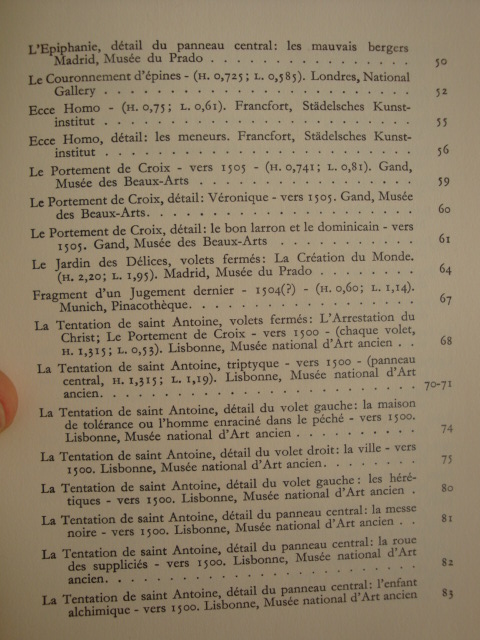 L'Epiphanie, détail du panneau central: les mauvais bergers
Madrid, Musée du Prado . . . . . . . . . . . . . . . 50
Le Couronnement d'épines - (H. 0,725; L. 0,585). Londres, National
Gallery . . . . . . . . . . . . . . . . . . . . . . 52
Ecce Homo - (H. 0,75; L. 0,61). Francfort, Städelsches Kunst-
institut . . . . . . . . . . . . . . . . . . . . . . 55
Ecce Homo, détail: les meneurs. Francfort, Städelsches Kunst-
institut . . . . . . . . . . . . . . . . . . . . . . 56
Le Portement de Croix - vers 1505 - (H. 0,741; L. 0,81). Gand,
Musée des Beaux-Arts . . . . . . . . . . . . . . . . 59
Le Portement de Croix, détail: Véronique - vers 1505. Gand, Musée
des Beaux-Arts. . . . . . . . . . . . . . . . . . . 60
Le Portement de Croix, détail: le bon larron et le dominicain - vers
1505. Gand, Musée des Beaux-Arts . . . . . . . . . . 61
Le Jardin des Délices, volets fermés: La Création du Monde.
(H. 2,20; L. 1,95). Madrid, Musée du Prado . . . . . . . 64
Fragment d'un Jugement dernier - 1504(?) - (H. 0,60; L. 1,14).
Munich, Pinacothèque. . . . . . . . . . . . . . . . . 67
La Tentation de saint Antoine, volets fermés: L'Arrestation du
Christ; Le Portement de Croix - vers 1500 - (chaque volet,
H. 1,315; L. 0,53). Lisbonne, Musée national d'Art ancien . . 68
La Tentation de saint Antoine, triptyque - vers 1500 - (panneau
central, H. 1,315; L. 1,19). Lisbonne, Musée national d'Art
ancien. . . . . . . . . . . . . . . . . . . . . . 70-71
La Tentation de saint Antoine, détail du volet gauche: la maison
de tolérance ou l'homme enraciné dans le péché - vers 1500.
Lisbonne, Musée national d'Art ancien . . . . . . . . . 74
La Tentation de saint Antoine, détail du volet droit: la ville - vers
1500. Lisbonne, Musée national d'Art ancien. . . . . . . 75
La Tentation de saint Antoine, détail du volet gauche: les héré-
tiques - vers 1500. Lisbonne, Musée national d'Art ancien . 80
La Tentation de saint Antoine, détail du panneau central: la messe
noire - vers 1500. Lisbonne, Musée national d'Art ancien . . 81
La Tentation de saint Antoine, détail du panneau central: la roue
des suppliciés - vers 1500. Lisbonne, Musée national d'Art
ancien. . . . . . . . . . . . . . . . . . . . . . . 82
La Tentation de saint Antoine, détail du panneau central: l'enfant
alchimique - vers 1500. Lisbonne, Musée national d'Art ancien 83